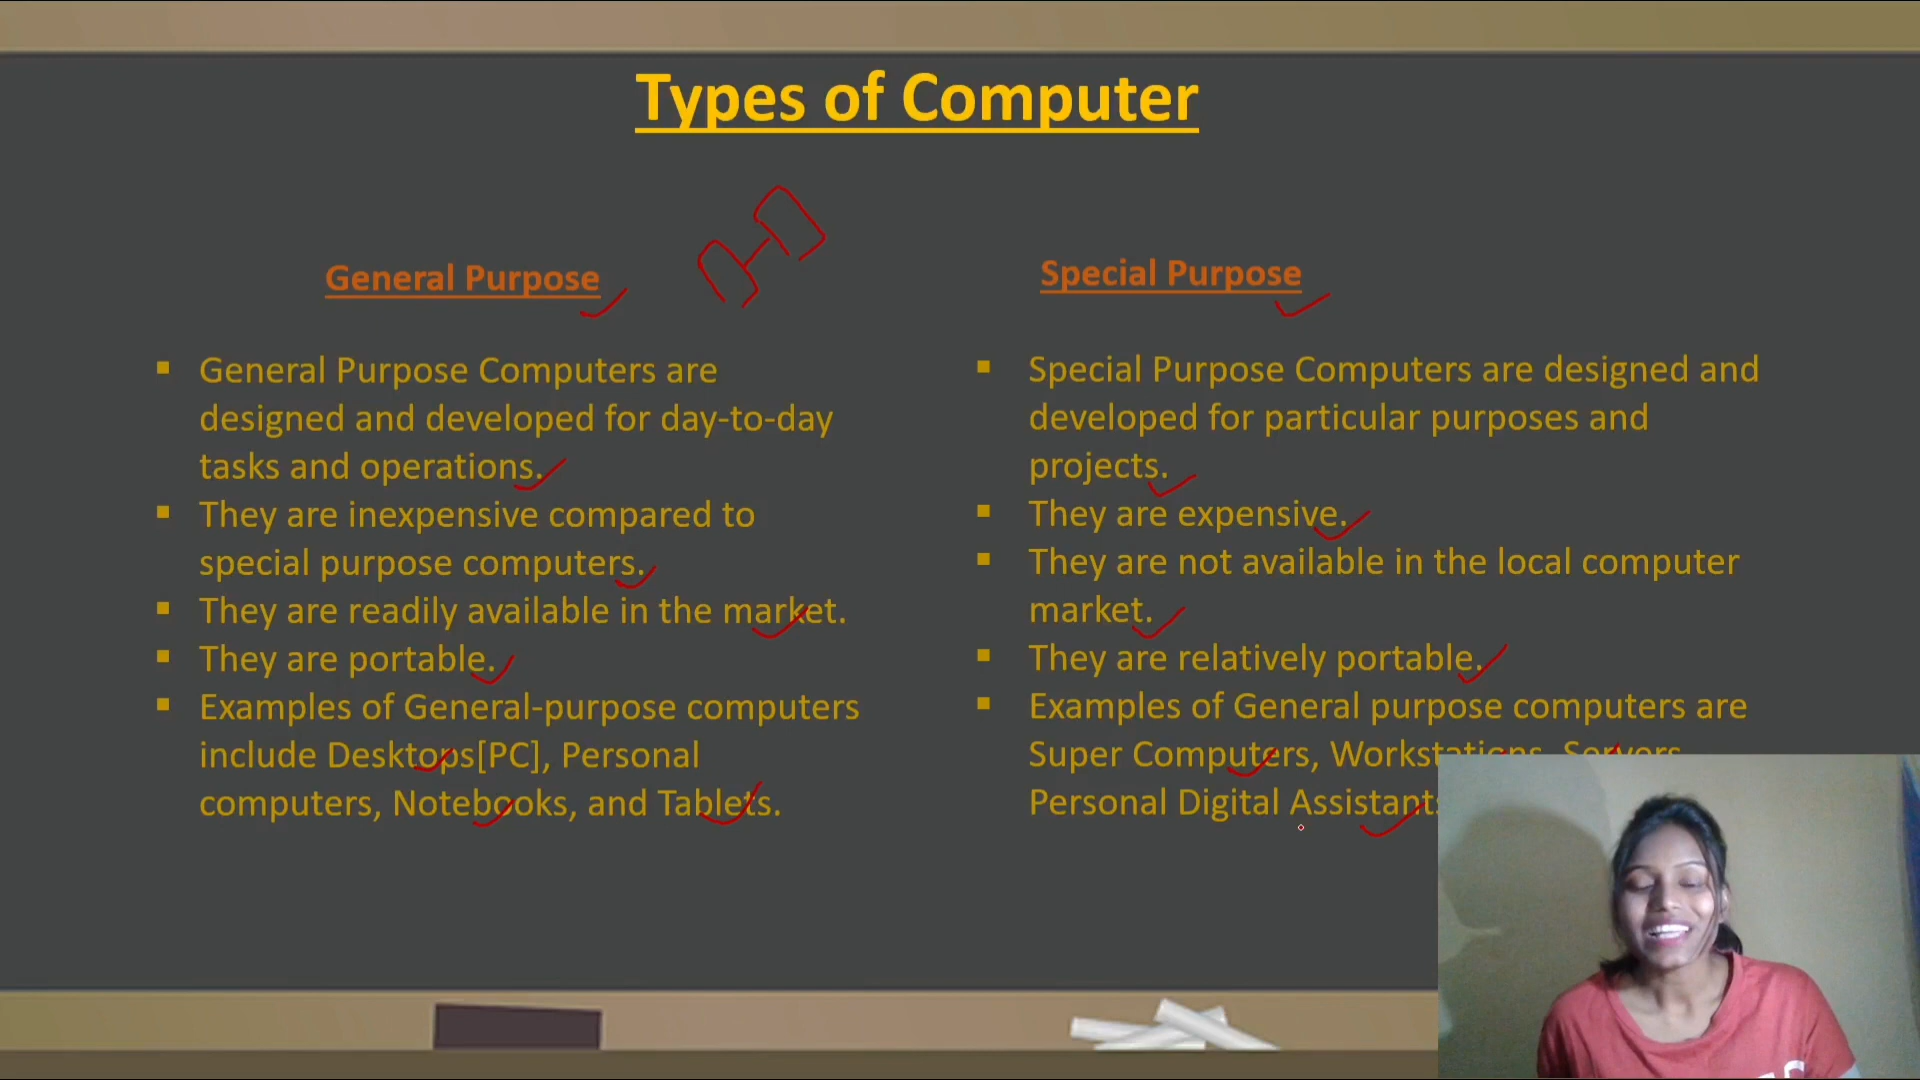 Types of Computer
General Purpose
General Purpose Computers are
designed and developed for day-to-day
tasks and operations.
They are inexpensive compared to
special purpose computers.
They are readily available in the market.
They are portable.
Examples of General-purpose computers
include Desktops[PC], Personal
computers, Notebooks, and Tablets.
Special Purpose
Special Purpose Computers are designed and
developed for particular purposes and
projects.
They are expensive.
They are not available in the local computer
market.
They are relatively portable.
Examples of General purpose computers are
Super Computers, Workstations, Servers
Personal Digital Assistants